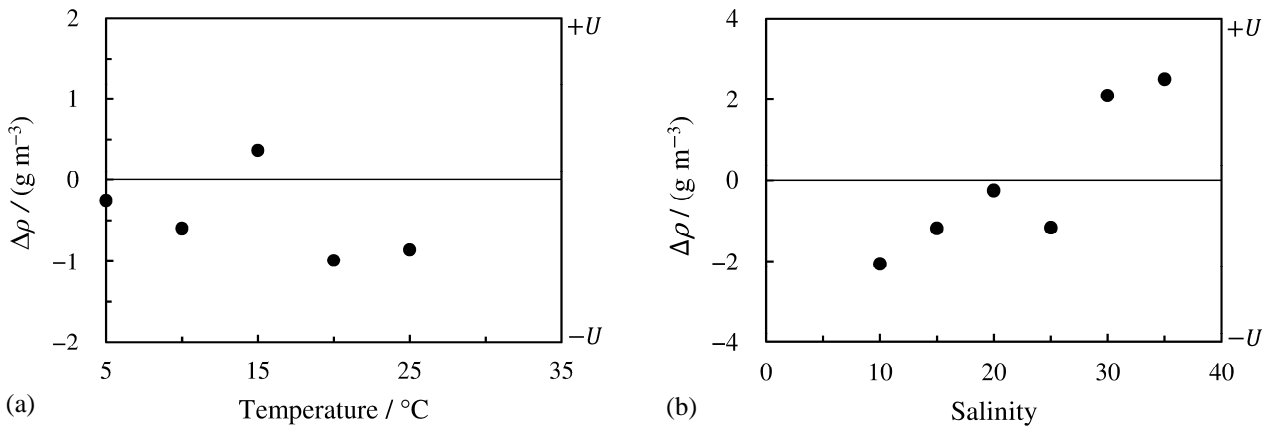 2
1
0
−1
−2
Δρ / (g m⁻³)
+U
−U
5
15
25
35
Temperature / °C
(a)
4
2
0
−2
−4
Δρ / (g m⁻³)
+U
−U
0
10
20
30
40
Salinity
(b)